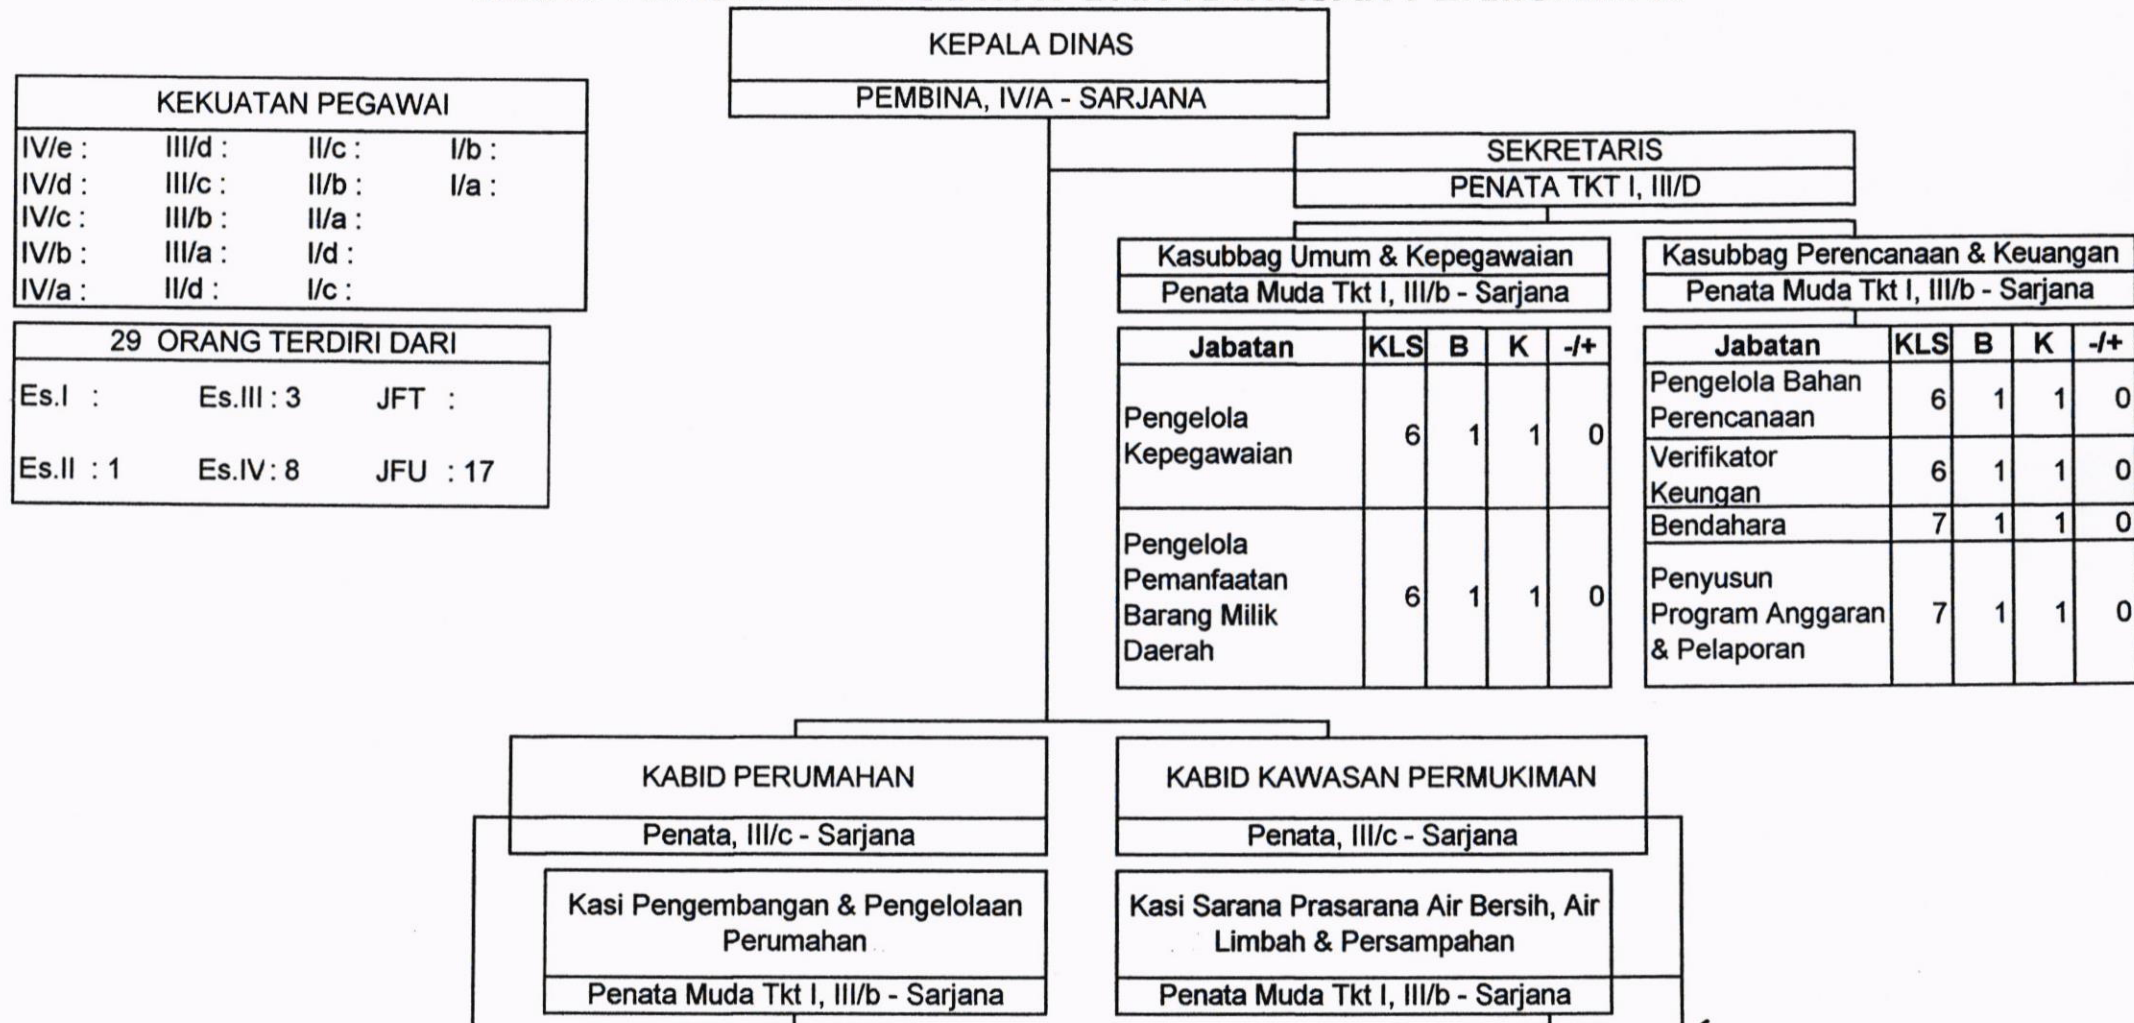 KEPALA DINAS
PEMBINA, IV/A - SARJANA
KEKUATAN PEGAWAI
IV/e : III/d : II/c : I/b :
IV/d : III/c : II/b : I/a :
IV/c : III/b : II/a :
IV/b : III/a : I/d :
IV/a : II/d : I/c :
29 ORANG TERDIRI DARI
Es.I : Es.III : 3 JFT :
Es.II : 1 Es.IV : 8 JFU : 17
SEKRETARIS
PENATA TKT I, III/D
Kasubbag Umum & Kepegawaian
Penata Muda Tkt I, III/b - Sarjana
Jabatan KLS B K -/+
Pengelola
Kepegawaian 6 1 1 0
Pengelola
Pemanfaatan
Barang Milik 6 1 1 0
Daerah
Kasubbag Perencanaan & Keuangan
Penata Muda Tkt I, III/b - Sarjana
Jabatan KLS B K -/+
Pengelola Bahan
Perencanaan 6 1 1 0
Verifikator
Keungan 6 1 1 0
Bendahara 7 1 1 0
Penyusun
Program Anggaran 7 1 1 0
& Pelaporan
KABID PERUMAHAN
Penata, III/c - Sarjana
Kasi Pengembangan & Pengelolaan
Perumahan
Penata Muda Tkt I, III/b - Sarjana
KABID KAWASAN PERMUKIMAN
Penata, III/c - Sarjana
Kasi Sarana Prasarana Air Bersih, Air
Limbah & Persampahan
Penata Muda Tkt I, III/b - Sarjana